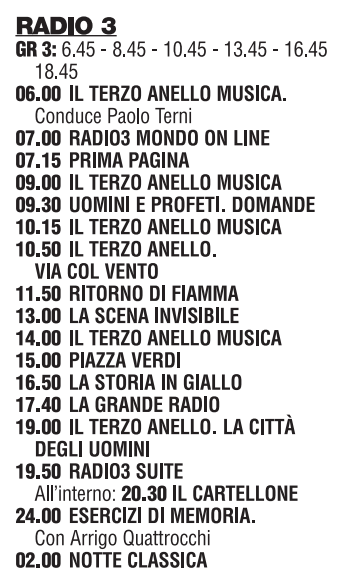 RADIO 3
GR 3: 6.45 - 8.45 - 10.45 - 13.45 - 16.45
18.45
06.00 IL TERZO ANELLO MUSICA.
Conduce Paolo Terni
07.00 RADIO3 MONDO ON LINE
07.15 PRIMA PAGINA
09.00 IL TERZO ANELLO MUSICA
09.30 UOMINI E PROFETI. DOMANDE
10.15 IL TERZO ANELLO MUSICA
10.50 IL TERZO ANELLO.
VIA COL VENTO
11.50 RITORNO DI FIAMMA
13.00 LA SCENA INVISIBILE
14.00 IL TERZO ANELLO MUSICA
15.00 PIAZZA VERDI
16.50 LA STORIA IN GIALLO
17.40 LA GRANDE RADIO
19.00 IL TERZO ANELLO. LA CITTÀ
DEGLI UOMINI
19.50 RADIO3 SUITE
All'interno: 20.30 IL CARTELLONE
24.00 ESERCIZI DI MEMORIA.
Con Arrigo Quattrocchi
02.00 NOTTE CLASSICA